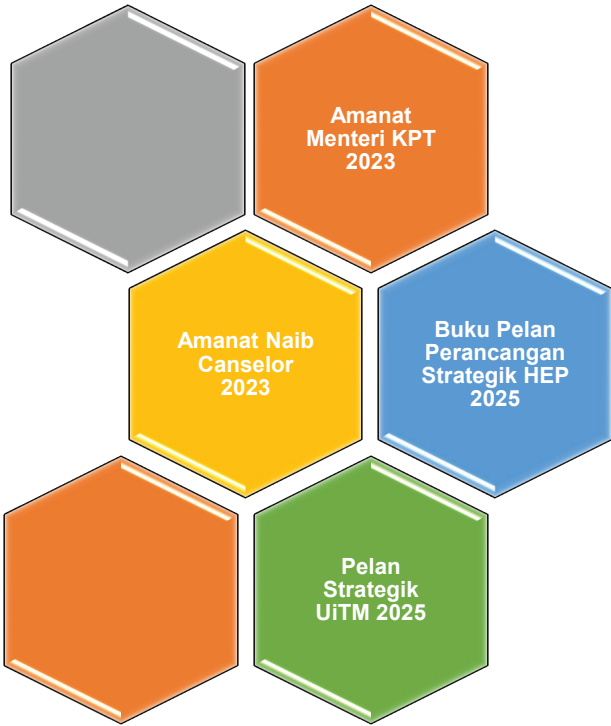 Amanat
Menteri KPT
2023
Amanat Naib
Canselor
2023
Buku Pelan
Perancangan
Strategik HEP
2025
Pelan
Strategik
UiTM 2025